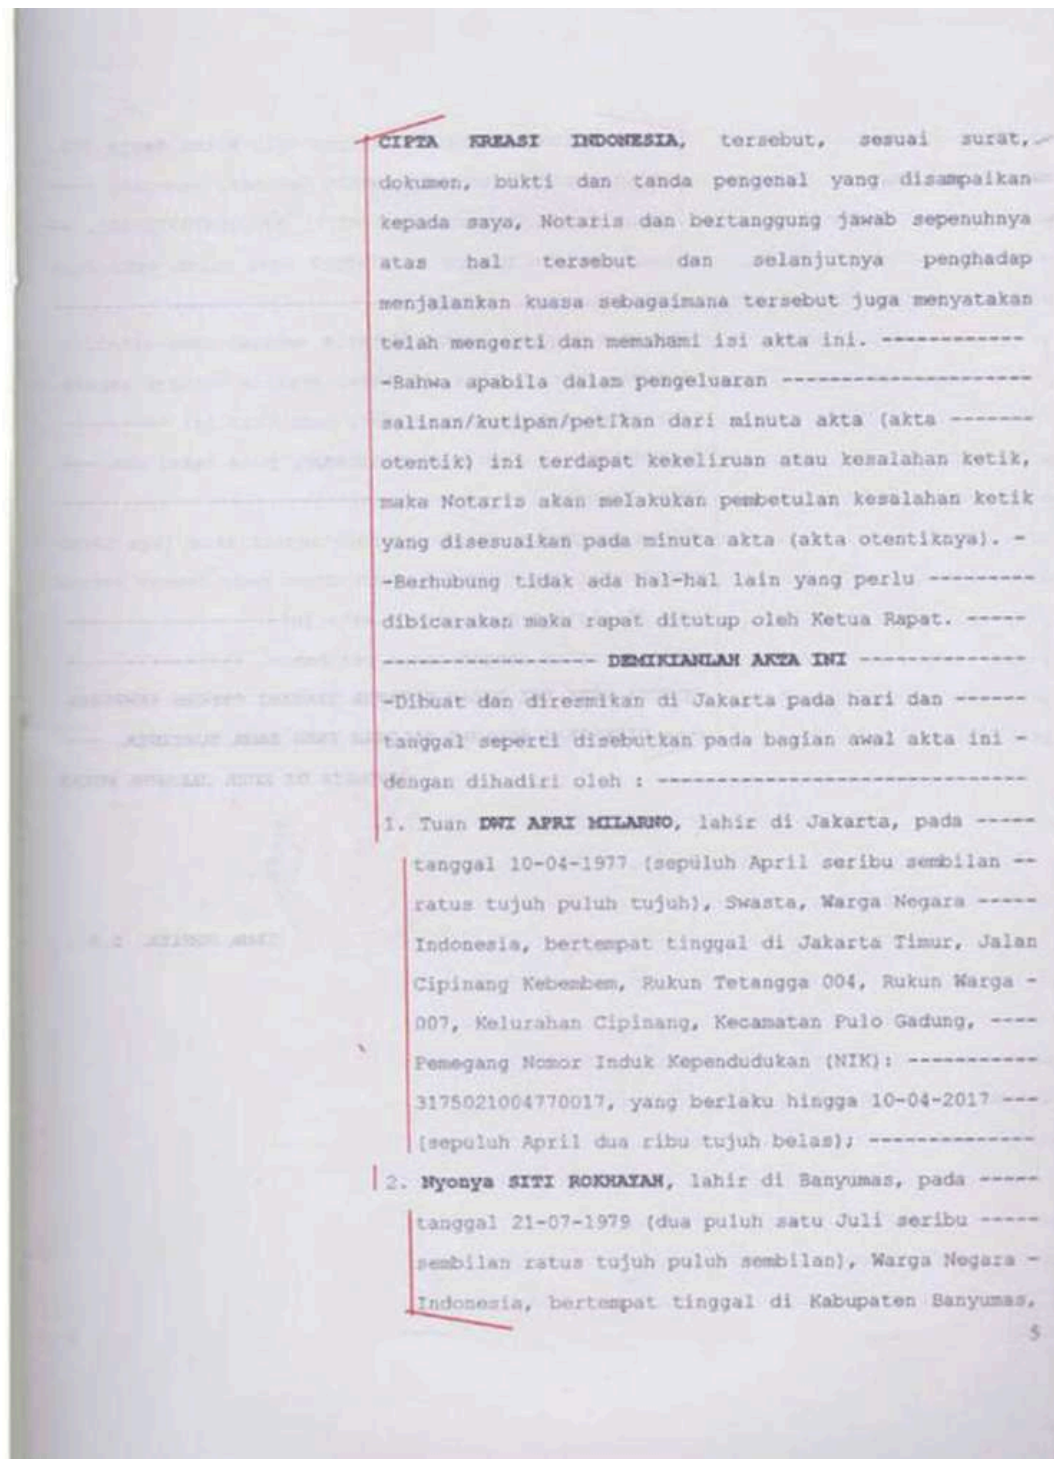 CIPTA KREASI INDONESIA, tersebut, sesuai surat,
dokumen, bukti dan tanda pengenal yang disampaikan
kepada saya, Notaris dan bertanggung jawab sepenuhnya
atas hal tersebut dan selanjutnya penghadap
menjalankan kuasa sebagaimana tersebut juga menyatakan
telah mengerti dan memahami isi akta ini. ------------
-Bahwa apabila dalam pengeluaran ---------------------
salinan/kutipan/petikan dari minuta akta (akta -------
otentik) ini terdapat kekeliruan atau kesalahan ketik,
maka Notaris akan melakukan pembetulan kesalahan ketik
yang disesuaikan pada minuta akta (akta otentiknya). -
-Berhubung tidak ada hal-hal lain yang perlu ---------
dibicarakan maka rapat ditutup oleh Ketua Rapat. -----
------------------ DEMIKIANLAH AKTA INI --------------
-Dibuat dan diresmikan di Jakarta pada hari dan ------
tanggal seperti disebutkan pada bagian awal akta ini -
dengan dihadiri oleh : -------------------------------
1. Tuan DWI APRI MILARNO, lahir di Jakarta, pada -----
tanggal 10-04-1977 (sepuluh April seribu sembilan --
ratus tujuh puluh tujuh), Swasta, Warga Negara -----
Indonesia, bertempat tinggal di Jakarta Timur, Jalan
Cipinang Kebembem, Rukun Tetangga 004, Rukun Warga -
007, Kelurahan Cipinang, Kecamatan Pulo Gadung, ----
Pemegang Nomor Induk Kependudukan (NIK): -----------
3175021004770017, yang berlaku hingga 10-04-2017 ---
(sepuluh April dua ribu tujuh belas); --------------
2. Nyonya SITI ROKHAYAH, lahir di Banyumas, pada -----
tanggal 21-07-1979 (dua puluh satu Juli seribu -----
sembilan ratus tujuh puluh sembilan), Warga Negara -
Indonesia, bertempat tinggal di Kabupaten Banyumas,
5